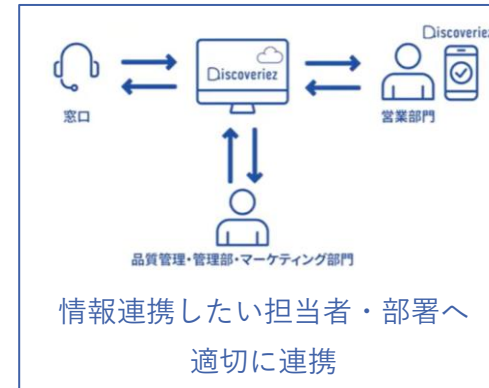 Discoveriez
Discoveriez
窓口
営業部門
品質管理・管理部・マーケティング部門
情報連携したい担当者・部署へ
適切に連携